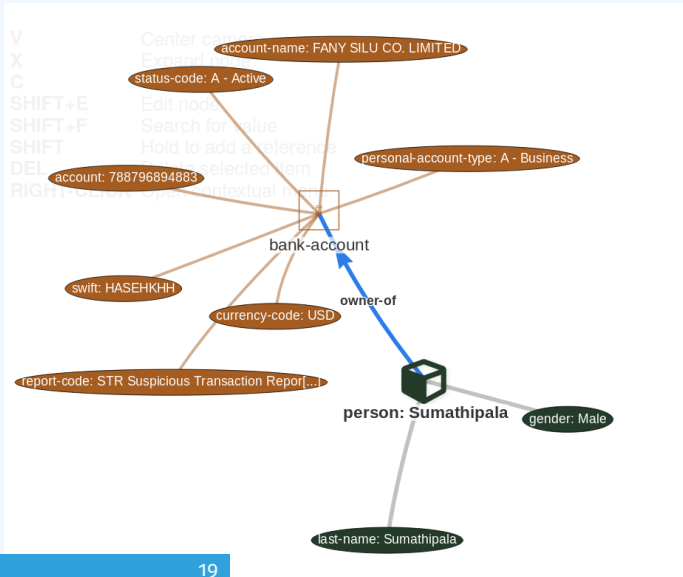 V Center camera
account-name: FANY SILU CO. LIMITED
X Expand node
status-code: A - Active
C
SHIFT+E Edit node
SHIFT+F Search for value
SHIFT Hold to add a reference
personal-account-type: A - Business
DEL selected item
account: 788796894883
RIGHT-CLICK Open contextual menu
bank-account
swift: HASEHKHH
owner-of
currency-code: USD
report-code: STR Suspicious Transaction Repor[...]
person: Sumathipala
gender: Male
last-name: Sumathipala
19